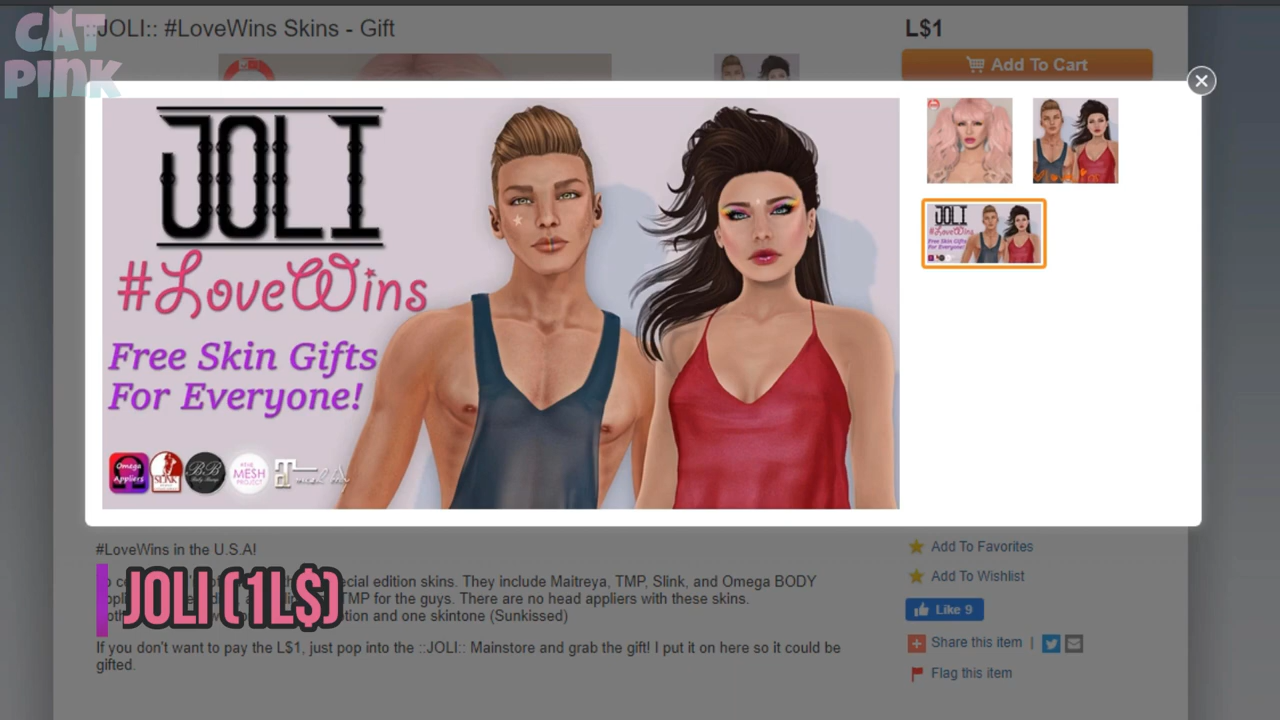 CAT
PINK
::JOLI:: #LoveWins Skins - Gift
L$1
Add To Cart
JOLI
#LoveWins
Free Skin Gifts
For Everyone!
Omega
Appliers
SLINK
B.B
MESH
PROJECT
#LoveWins in the U.S.A!
special edition skins. They include Maitreya, TMP, Slink, and Omega BODY
TMP for the guys. There are no head appliers with these skins.
and one skintone (Sunkissed)
JOLI (1L$)
If you don't want to pay the L$1, just pop into the ::JOLI:: Mainstore and grab the gift! I put it on here so it could be
gifted.
Add To Favorites
Add To Wishlist
Like 9
Share this item |
Flag this item